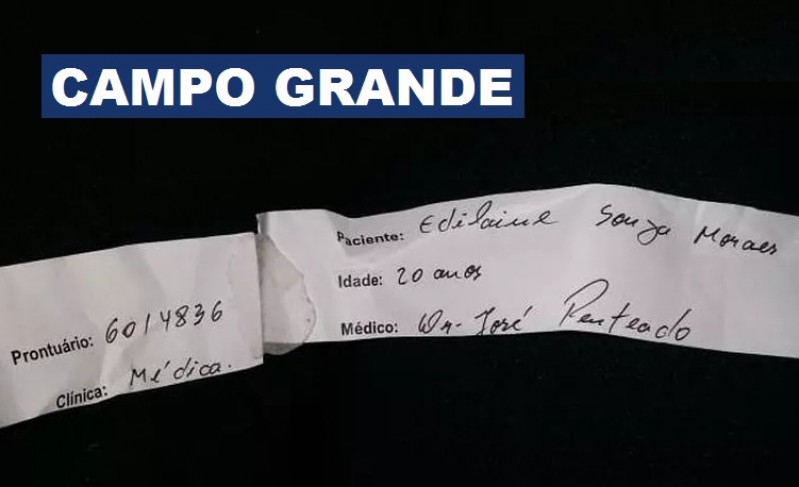 CAMPO GRANDE
Prontuário: 6014836
Clínica: Médica.
Paciente: Edilaine Souza Moraes
Idade: 20 anos
Médico: Dr. José Penteado